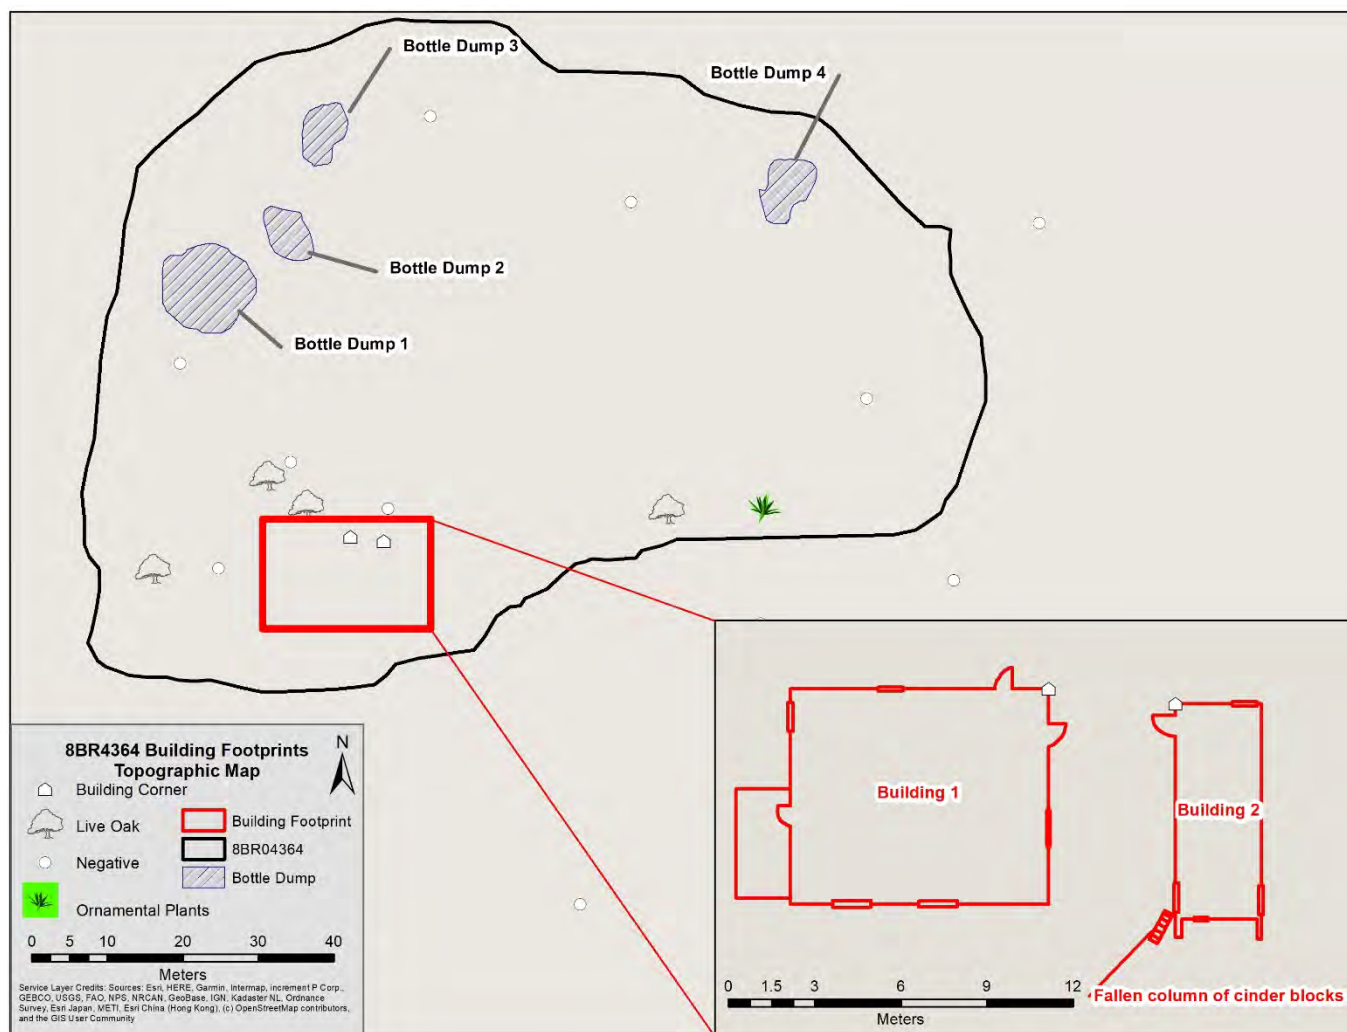 Bottle Dump 3
Bottle Dump 4
Bottle Dump 2
Bottle Dump 1
8BR4364 Building Footprints
Topographic Map
N
Building Corner
Live Oak
Negative
Ornamental Plants
Building Footprint
8BR04364
Bottle Dump
0 5 10 20 30 40
Meters
Service Layer Credits: Sources: Esri, HERE, Garmin, Intermap, increment P Corp.,
GEBCO, USGS, FAO, NPS, NRCAN, GeoBase, IGN, Kadaster NL, Ordnance
Survey, Esri Japan, METI, Esri China (Hong Kong), (c) OpenStreetMap contributors,
and the GIS User Community
Building 1
Building 2
Fallen column of cinder blocks
0 1.5 3 6 9 12
Meters